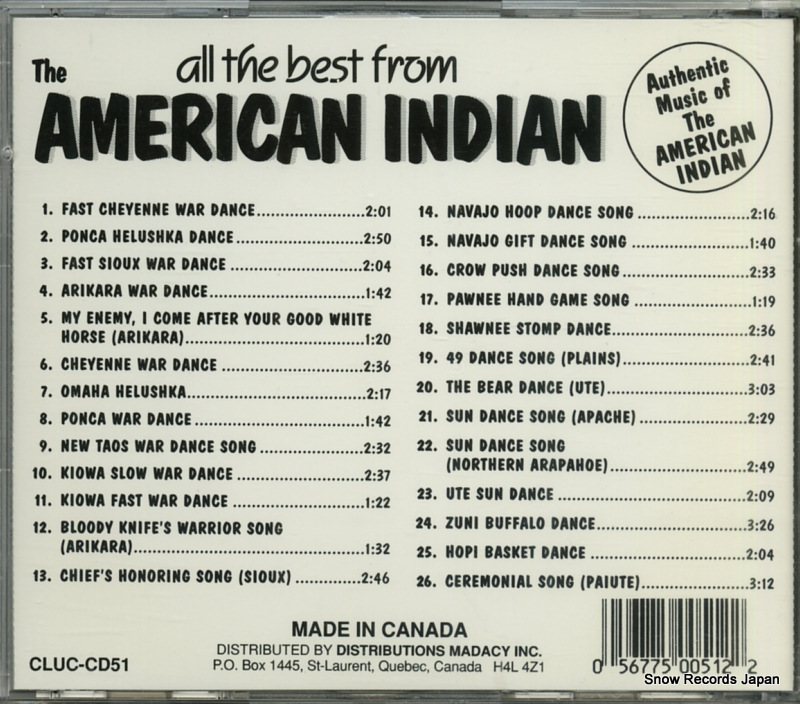 all the best from
The
AMERICAN INDIAN
Authentic
Music of
The
AMERICAN
INDIAN
1. FAST CHEYENNE WAR DANCE.....................2:01
2. PONCA HELUSHKA DANCE.........................2:50
3. FAST SIOUX WAR DANCE ..........................2:04
4. ARIKARA WAR DANCE..............................1:42
5. MY ENEMY, I COME AFTER YOUR GOOD WHITE
HORSE (ARIKARA)...................................1:20
6. CHEYENNE WAR DANCE ............................2:36
7. OMAHA HELUSHKA..................................2:17
8. PONCA WAR DANCE .................................1:42
9. NEW TAOS WAR DANCE SONG .....................2:32
10. KIOWA SLOW WAR DANCE .........................2:37
11. KIOWA FAST WAR DANCE ..........................1:22
12. BLOODY KNIFE'S WARRIOR SONG
(ARIKARA).............................................1:32
13. CHIEF'S HONORING SONG (SIOUX) .............2:46
14. NAVAJO HOOP DANCE SONG ......................2:16
15. NAVAJO GIFT DANCE SONG ........................1:40
16. CROW PUSH DANCE SONG .........................2:33
17. PAWNEE HAND GAME SONG .......................1:19
18. SHAWNEE STOMP DANCE...........................2:36
19. 49 DANCE SONG (PLAINS).........................2:41
20. THE BEAR DANCE (UTE)............................3:03
21. SUN DANCE SONG (APACHE) .....................2:29
22. SUN DANCE SONG
(NORTHERN ARAPAHOE)...........................2:49
23. UTE SUN DANCE .....................................2:09
24. ZUNI BUFFALO DANCE..............................3:26
25. HOPI BASKET DANCE ...............................2:04
26. CEREMONIAL SONG (PAIUTE).....................3:12
MADE IN CANADA
DISTRIBUTED BY DISTRIBUTIONS MADACY INC.
P.O. Box 1445, St-Laurent, Quebec, Canada H4L 4Z1
CLUC-CD51
0 56775 00512 2
Snow Records Japan